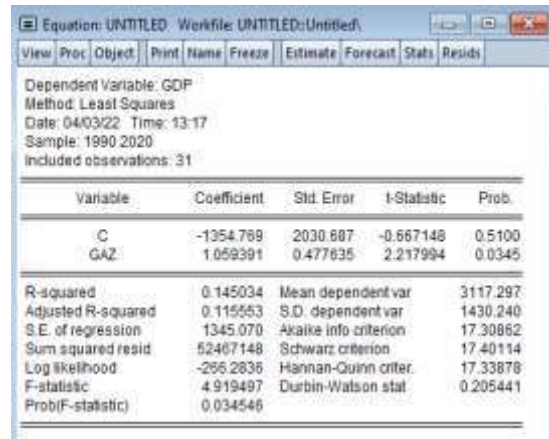 Equation: UNTITLED Workfile: UNTITLED::Untitled\
View Proc Object Print Name Freeze Estimate Forecast Stats Resids
Dependent Variable: GDP
Method: Least Squares
Date: 04/03/22 Time: 13:17
Sample: 1990 2020
Included observations: 31
Variable Coefficient Std. Error t-Statistic Prob.
C -1354.769 2030.687 -0.667148 0.5100
GAZ 1.059391 0.477635 2.217994 0.0345
R-squared 0.145034 Mean dependent var 3117.297
Adjusted R-squared 0.115553 S.D. dependent var 1430.240
S.E. of regression 1345.070 Akaike info criterion 17.30862
Sum squared resid 52467148 Schwarz criterion 17.40114
Log likelihood -266.2836 Hannan-Quinn criter. 17.33878
F-statistic 4.919497 Durbin-Watson stat 0.205441
Prob(F-statistic) 0.034546